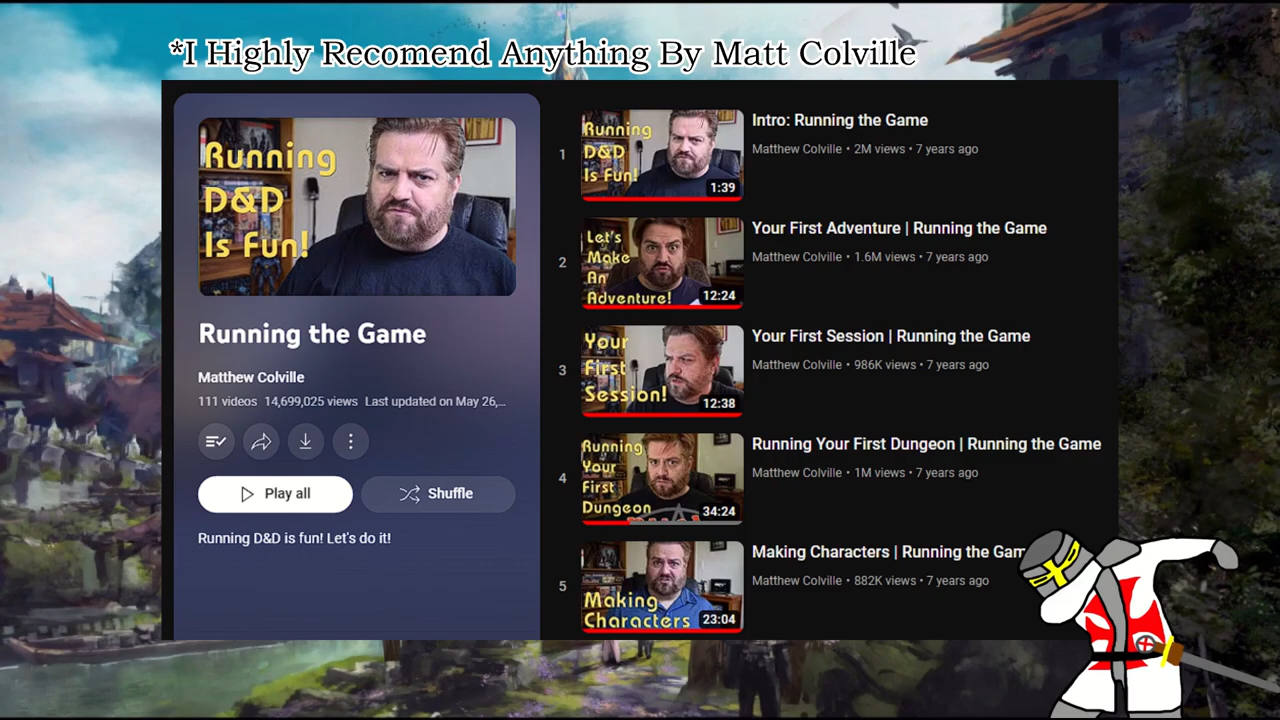 *I Highly Recomend Anything By Matt Colville
Running
D&D
Is Fun!
Running the Game
Matthew Colville
111 videos 14,699,025 views Last updated on May 26,...
Play all
Shuffle
Running D&D is fun! Let's do it!
1
Running
D&D
Is Fun!
1:39
Intro: Running the Game
Matthew Colville • 2M views • 7 years ago
2
Let's
Make
An
Adventure!
12:24
Your First Adventure | Running the Game
Matthew Colville • 1.6M views • 7 years ago
3
Your
First
Session!
12:38
Your First Session | Running the Game
Matthew Colville • 986K views • 7 years ago
4
Running
Your
First
Dungeon
34:24
Running Your First Dungeon | Running the Game
Matthew Colville • 1M views • 7 years ago
5
Making
Characters
23:04
Making Characters | Running the Gam
Matthew Colville • 882K views • 7 years ago